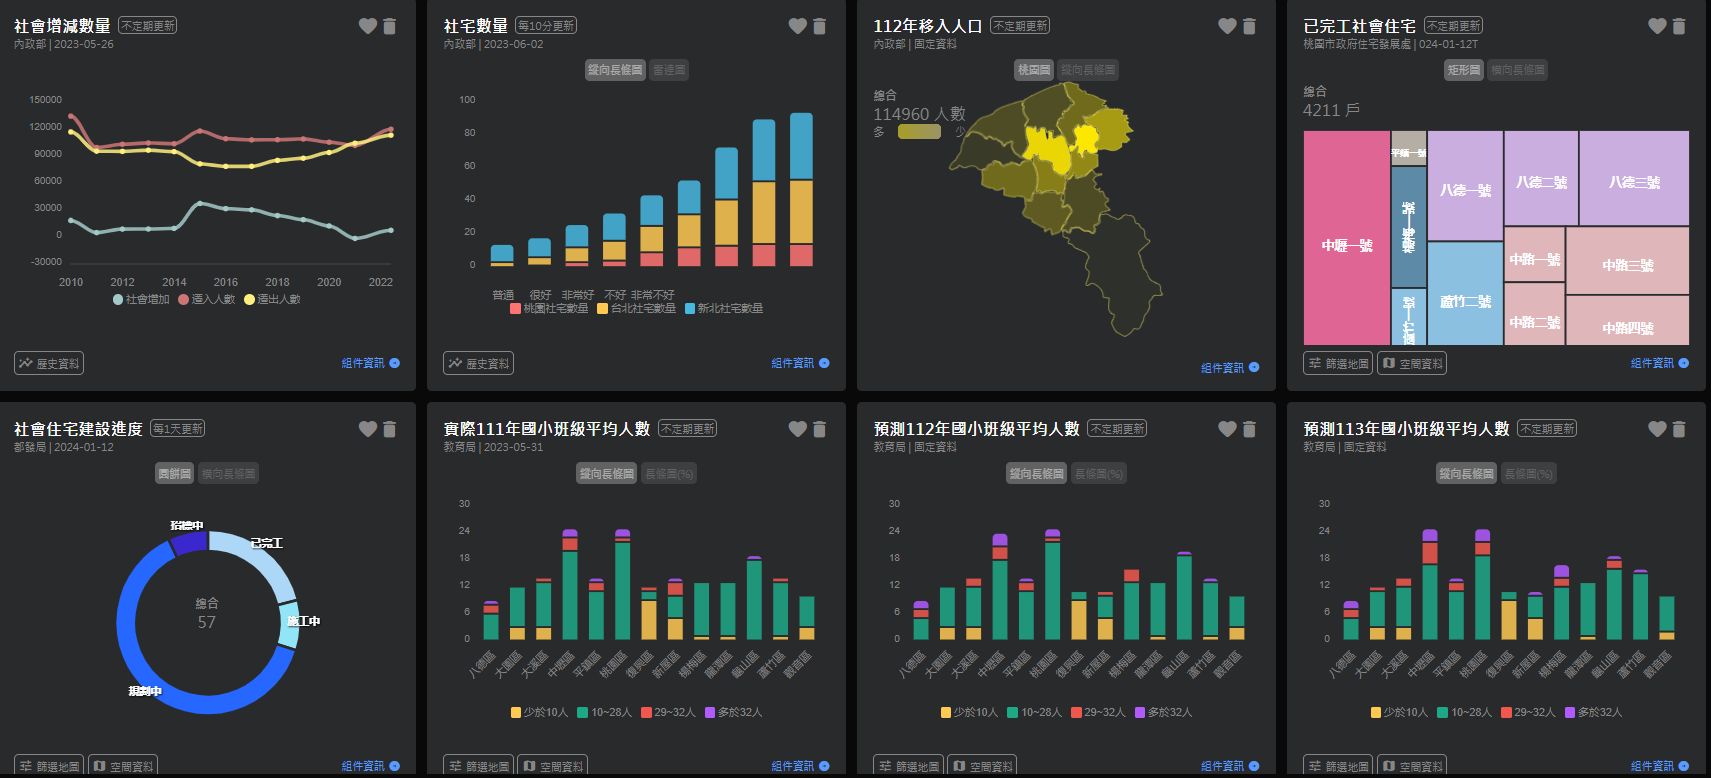 社會增減數量 不定期更新
內政部 | 2023-05-26
150000
120000
90000
60000
30000
0
-30000
2010 2012 2014 2016 2018 2020 2022
社會增加 遷入人數 遷出人數
歷史資料 組件資訊
社宅數量 每10分更新
內政部 | 2023-06-02
縱向長條圖 雷達圖
100
80
60
40
20
0
普通 很好 非常好 不好 非常不好
桃園社宅數量 台北社宅數量 新北社宅數量
歷史資料 組件資訊
112年移入人口 不定期更新
內政部 | 固定資料
桃園圖 縱向長條圖
總合
114960 人數
多 少
組件資訊
已完工社會住宅 不定期更新
桃園市政府住宅發展處 | 024-01-12T
矩形圖 橫向長條圖
總合
4211 戶
中壢一號
平鎮一號
蘆竹二號
八德一號
八德二號
八德三號
中路一號
中路二號
中路三號
中路四號
篩選地圖 空間資料 組件資訊
社會住宅建設進度 每1天更新
都發局 | 2024-01-12
圓餅圖 橫向長條圖
招標中
已完工
施工中
規劃中
總合
57
篩選地圖 空間資料 組件資訊
實際111年國小班級平均人數 不定期更新
教育局 | 2023-05-31
縱向長條圖 長條圖(%)
30
24
18
12
6
0
八德區 大園區 大溪區 中壢區 平鎮區 桃園區 復興區 新屋區 楊梅區 龍潭區 龜山區 蘆竹區 觀音區
少於10人 10~28人 29~32人 多於32人
篩選地圖 空間資料 組件資訊
預測112年國小班級平均人數 不定期更新
教育局 | 固定資料
縱向長條圖 長條圖(%)
30
24
18
12
6
0
八德區 大園區 大溪區 中壢區 平鎮區 桃園區 復興區 新屋區 楊梅區 龍潭區 龜山區 蘆竹區 觀音區
少於10人 10~28人 29~32人 多於32人
篩選地圖 空間資料 組件資訊
預測113年國小班級平均人數 不定期更新
教育局 | 固定資料
縱向長條圖 長條圖(%)
30
24
18
12
6
0
八德區 大園區 大溪區 中壢區 平鎮區 桃園區 復興區 新屋區 楊梅區 龍潭區 龜山區 蘆竹區 觀音區
少於10人 10~28人 29~32人 多於32人
篩選地圖 空間資料 組件資訊